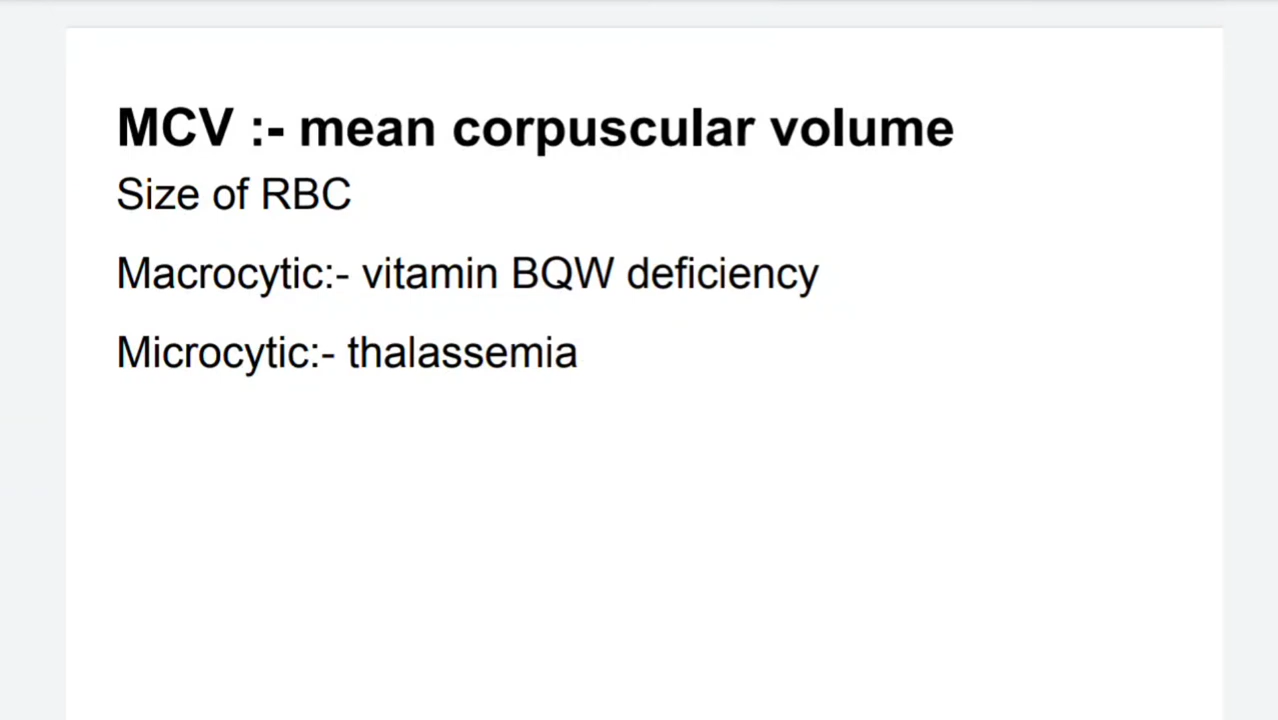 MCV :- mean corpuscular volume
Size of RBC
Macrocytic:- vitamin BQW deficiency
Microcytic:- thalassemia